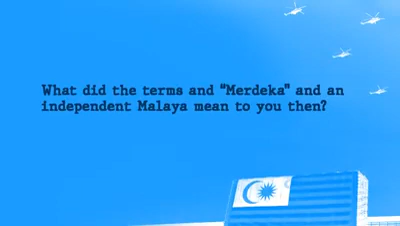 What did the terms and "Merdeka" and an
independent Malaya mean to you then?